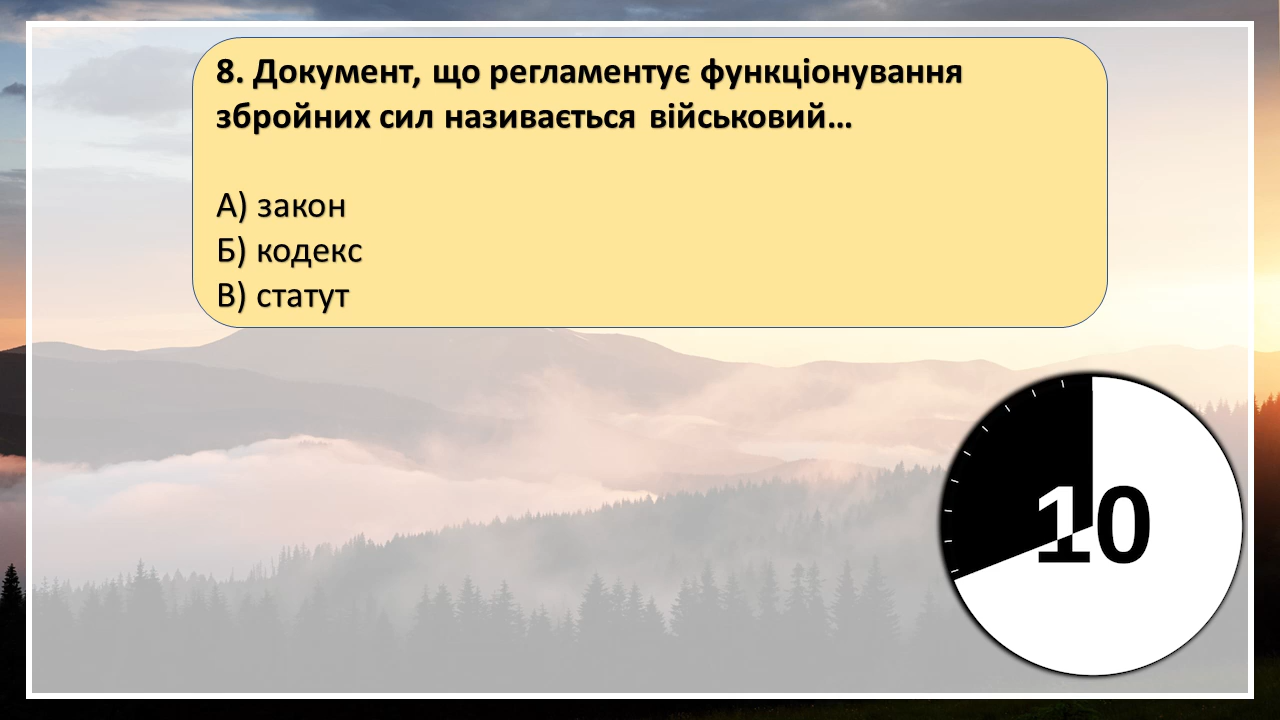 8. Документ, що регламентує функціонування
збройних сил називається військовий…
А) закон
Б) кодекс
В) статут
10